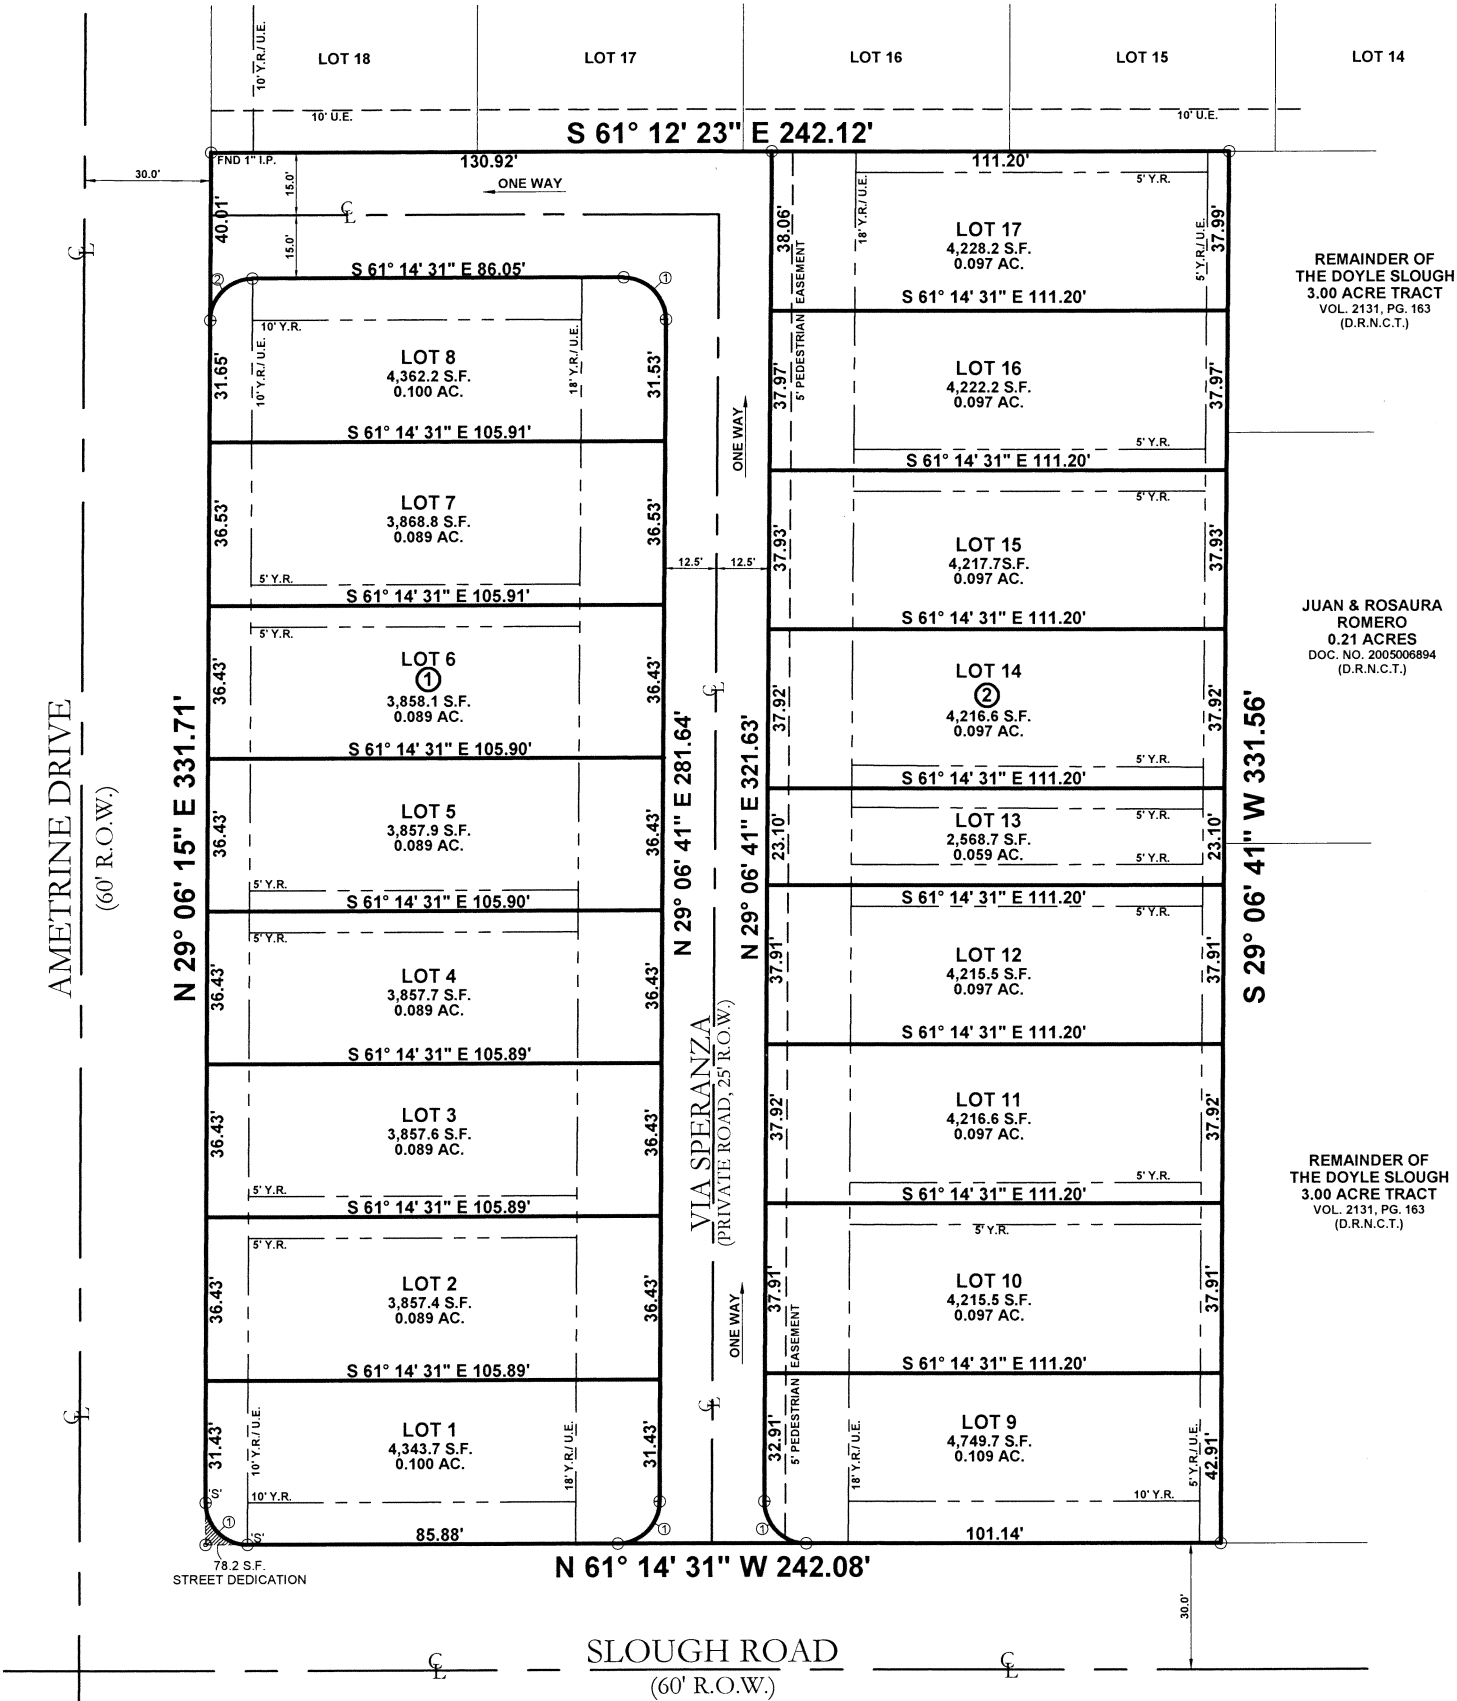 LOT 18
LOT 17
LOT 16
LOT 15
LOT 14
10' Y.R./ U.E.
10' U.E.
10' U.E.
S 61° 12' 23" E 242.12'
FND 1" I.P.
130.92'
111.20'
30.0'
15.0'
15.0'
ONE WAY
40.01'
38.06'
37.99'
5' Y.R.
18' Y.R./ U.E.
5' Y.R./ U.E.
5' PEDESTRIAN EASEMENT
LOT 17
4,228.2 S.F.
0.097 AC.
S 61° 14' 31" E 111.20'
REMAINDER OF
THE DOYLE SLOUGH
3.00 ACRE TRACT
VOL. 2131, PG. 163
(D.R.N.C.T.)
S 61° 14' 31" E 86.05'
2
1
10' Y.R.
10' Y.R./ U.E.
18' Y.R./ U.E.
31.65'
31.53'
LOT 8
4,362.2 S.F.
0.100 AC.
S 61° 14' 31" E 105.91'
37.97'
37.97'
LOT 16
4,222.2 S.F.
0.097 AC.
5' Y.R.
S 61° 14' 31" E 111.20'
ONE WAY
36.53'
36.53'
LOT 7
3,868.8 S.F.
0.089 AC.
5' Y.R.
S 61° 14' 31" E 105.91'
12.5'
12.5'
5' Y.R.
37.93'
37.93'
LOT 15
4,217.7S.F.
0.097 AC.
S 61° 14' 31" E 111.20'
JUAN & ROSAURA
ROMERO
0.21 ACRES
DOC. NO. 2005006894
(D.R.N.C.T.)
5' Y.R.
36.43'
36.43'
LOT 6
1
3,858.1 S.F.
0.089 AC.
S 61° 14' 31" E 105.90'
37.92'
37.92'
LOT 14
2
4,216.6 S.F.
0.097 AC.
5' Y.R.
S 61° 14' 31" E 111.20'
AMETRINE DRIVE
(60' R.O.W.)
N 29° 06' 15" E 331.71'
N 29° 06' 41" E 281.64'
N 29° 06' 41" E 321.63'
S 29° 06' 41" W 331.56'
36.43'
36.43'
LOT 5
3,857.9 S.F.
0.089 AC.
5' Y.R.
S 61° 14' 31" E 105.90'
5' Y.R.
23.10'
23.10'
LOT 13
2,568.7 S.F.
0.059 AC.
5' Y.R.
S 61° 14' 31" E 111.20'
5' Y.R.
5' Y.R.
36.43'
36.43'
LOT 4
3,857.7 S.F.
0.089 AC.
S 61° 14' 31" E 105.89'
37.91'
37.91'
LOT 12
4,215.5 S.F.
0.097 AC.
S 61° 14' 31" E 111.20'
VIA SPERANZA
(PRIVATE ROAD, 25' R.O.W.)
36.43'
36.43'
LOT 3
3,857.6 S.F.
0.089 AC.
5' Y.R.
S 61° 14' 31" E 105.89'
37.92'
37.92'
LOT 11
4,216.6 S.F.
0.097 AC.
5' Y.R.
S 61° 14' 31" E 111.20'
REMAINDER OF
THE DOYLE SLOUGH
3.00 ACRE TRACT
VOL. 2131, PG. 163
(D.R.N.C.T.)
5' Y.R.
36.43'
36.43'
LOT 2
3,857.4 S.F.
0.089 AC.
S 61° 14' 31" E 105.89'
5' Y.R.
37.91'
37.91'
LOT 10
4,215.5 S.F.
0.097 AC.
S 61° 14' 31" E 111.20'
ONE WAY
5' PEDESTRIAN EASEMENT
31.43'
31.43'
10' Y.R./ U.E.
18' Y.R./ U.E.
LOT 1
4,343.7 S.F.
0.100 AC.
10' Y.R.
'S'
'S'
1
1
85.88'
32.91'
42.91'
18' Y.R./ U.E.
5' Y.R./ U.E.
LOT 9
4,749.7 S.F.
0.109 AC.
10' Y.R.
1
101.14'
78.2 S.F.
STREET DEDICATION
N 61° 14' 31" W 242.08'
30.0'
SLOUGH ROAD
(60' R.O.W.)